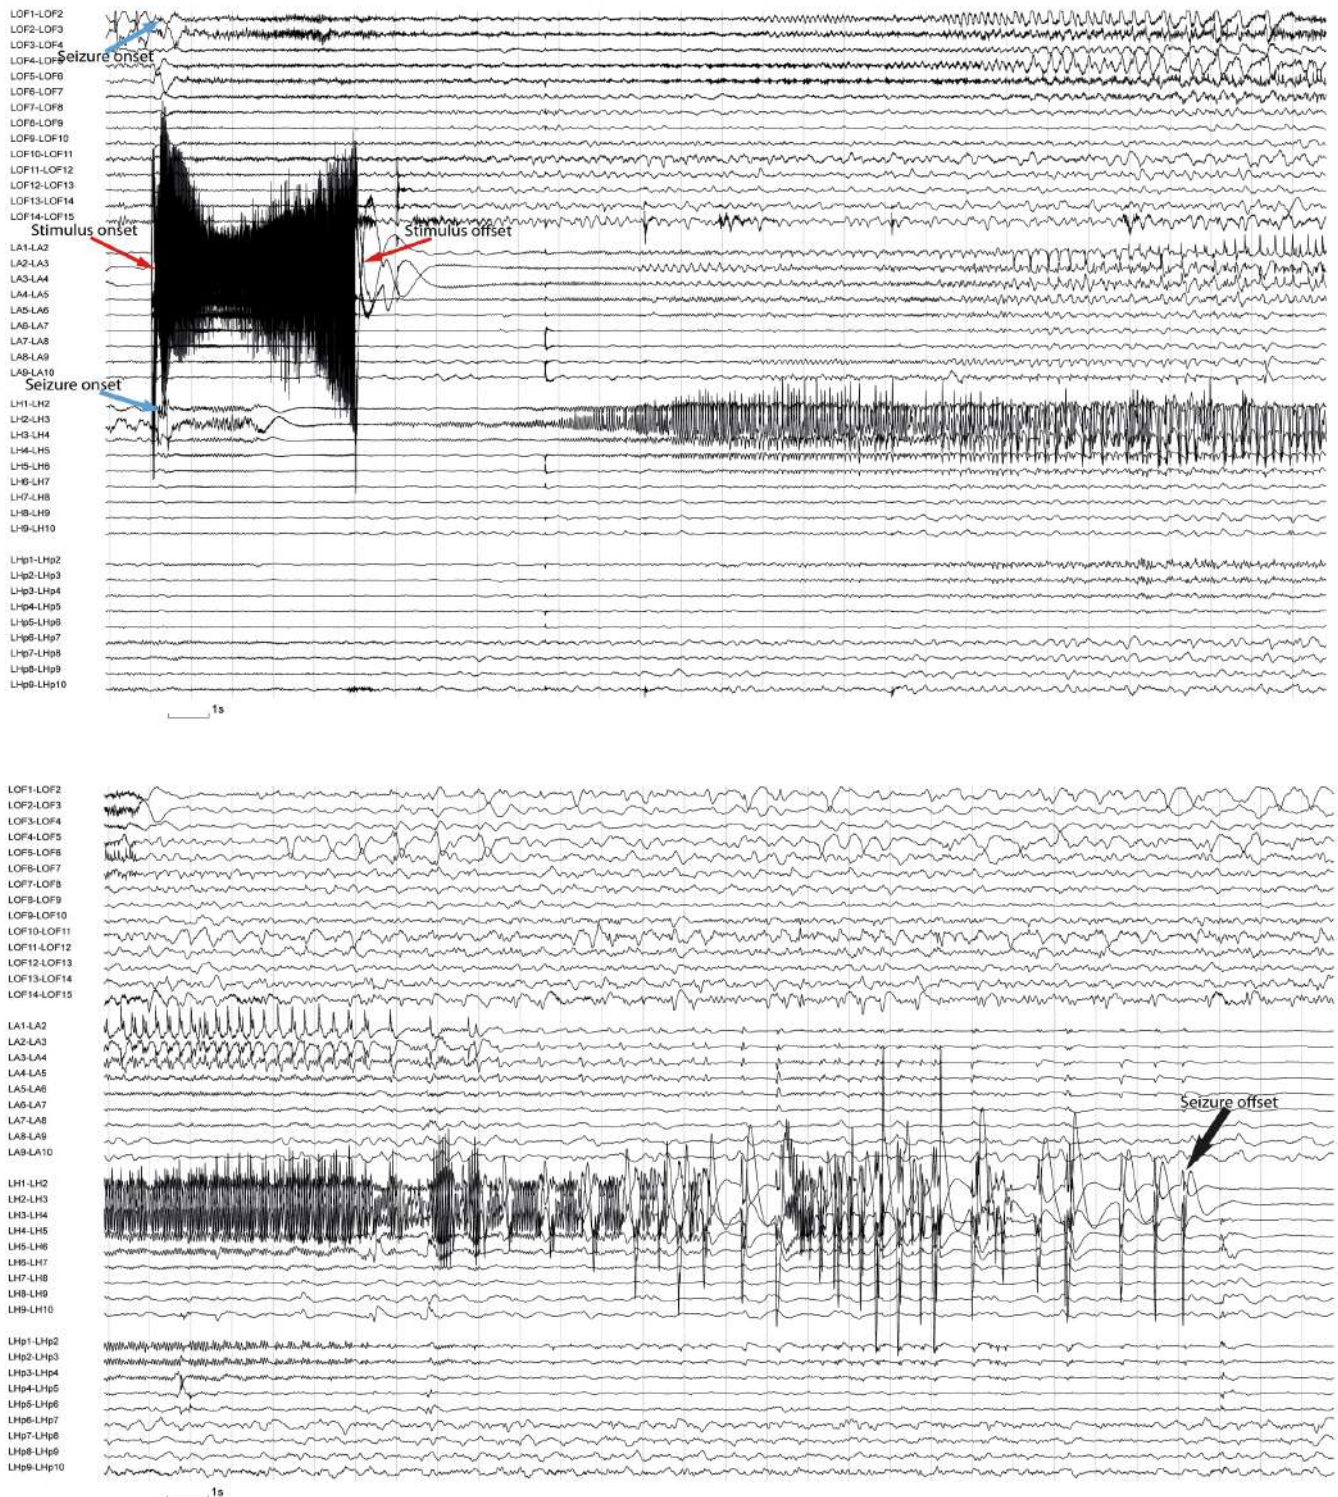 LOF1-LOF2
LOF2-LOF3
LOF3-LOF4
Seizure onset
LOF4-LOF5
LOF5-LOF6
LOF6-LOF7
LOF7-LOF8
LOF8-LOF9
LOF9-LOF10
LOF10-LOF11
LOF11-LOF12
LOF12-LOF13
LOF13-LOF14
LOF14-LOF15
Stimulus onset
Stimulus offset
LA1-LA2
LA2-LA3
LA3-LA4
LA4-LA5
LA5-LA6
LA6-LA7
LA7-LA8
LA8-LA9
LA9-LA10
Seizure onset
LH1-LH2
LH2-LH3
LH3-LH4
LH4-LH5
LH5-LH6
LH6-LH7
LH7-LH8
LH8-LH9
LH9-LH10
LHp1-LHp2
LHp2-LHp3
LHp3-LHp4
LHp4-LHp5
LHp5-LHp6
LHp6-LHp7
LHp7-LHp8
LHp8-LHp9
LHp9-LHp10
1s
LOF1-LOF2
LOF2-LOF3
LOF3-LOF4
LOF4-LOF5
LOF5-LOF6
LOF6-LOF7
LOF7-LOF8
LOF8-LOF9
LOF9-LOF10
LOF10-LOF11
LOF11-LOF12
LOF12-LOF13
LOF13-LOF14
LOF14-LOF15
LA1-LA2
LA2-LA3
LA3-LA4
LA4-LA5
LA5-LA6
LA6-LA7
Seizure offset
LA7-LA8
LA8-LA9
LA9-LA10
LH1-LH2
LH2-LH3
LH3-LH4
LH4-LH5
LH5-LH6
LH6-LH7
LH7-LH8
LH8-LH9
LH9-LH10
LHp1-LHp2
LHp2-LHp3
LHp3-LHp4
LHp4-LHp5
LHp5-LHp6
LHp6-LHp7
LHp7-LHp8
LHp8-LHp9
LHp9-LHp10
1s